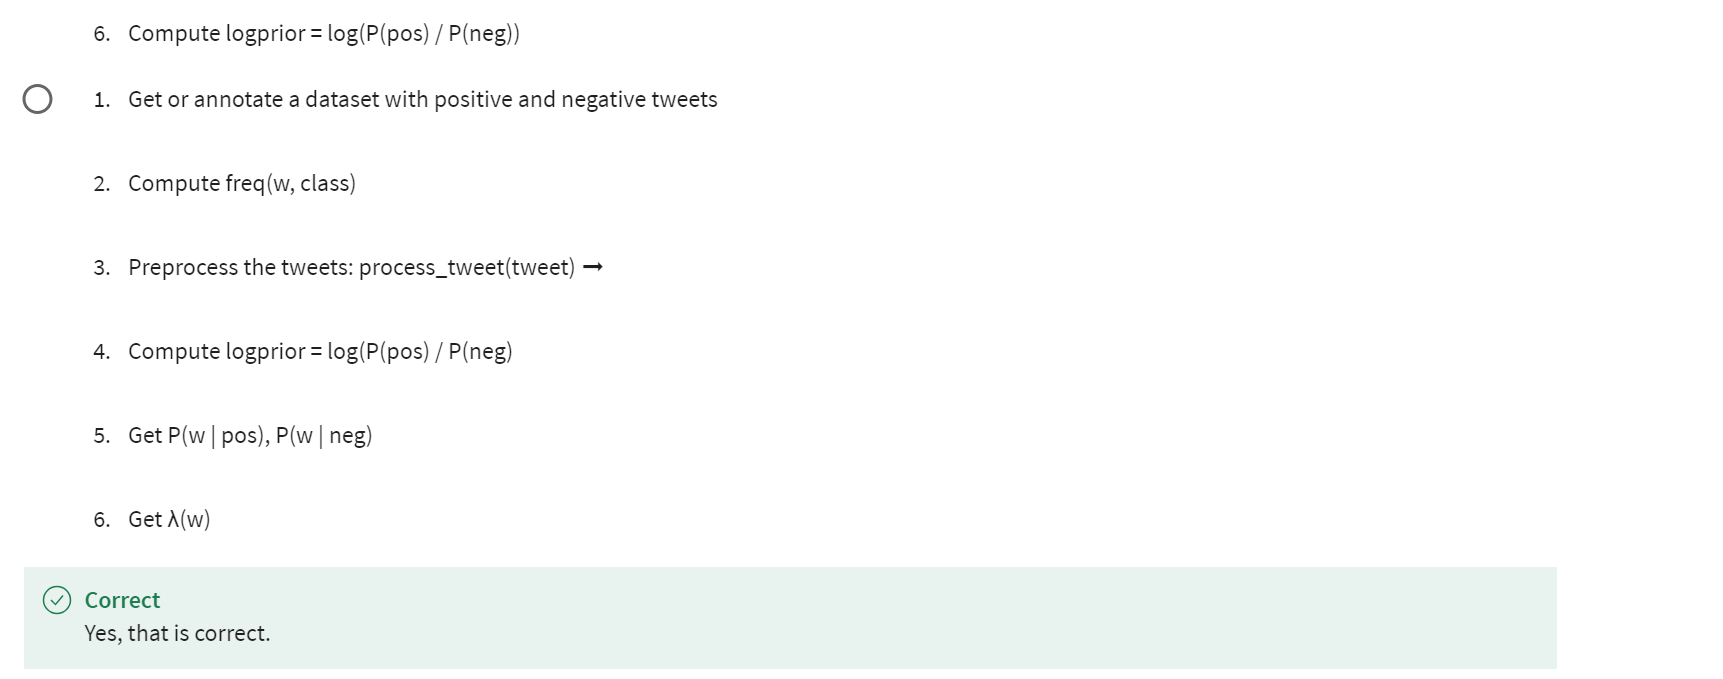 6. Compute logprior = log(P(pos) / P(neg))
1. Get or annotate a dataset with positive and negative tweets
2. Compute freq(w, class)
3. Preprocess the tweets: process_tweet(tweet) ➞
4. Compute logprior = log(P(pos) / P(neg)
5. Get P(w | pos), P(w | neg)
6. Get λ(w)
Correct
Yes, that is correct.